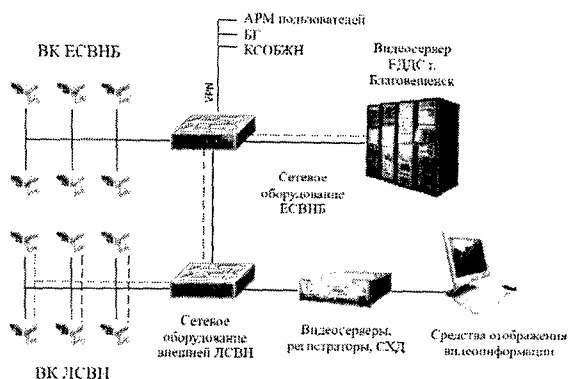 АРМ пользователей
БГ
КСОБЖН
VPN
ВК ЕСВНБ
Видеосервер
ЕДДС г.
Благовещенск
Сетевое
оборудование
ЕСВНБ
Сетевое
оборудование
внешней ЛСВН
Видеосерверы,
регистраторы, СХД
Средства отображения
видеоинформации
ВК ЛСВН